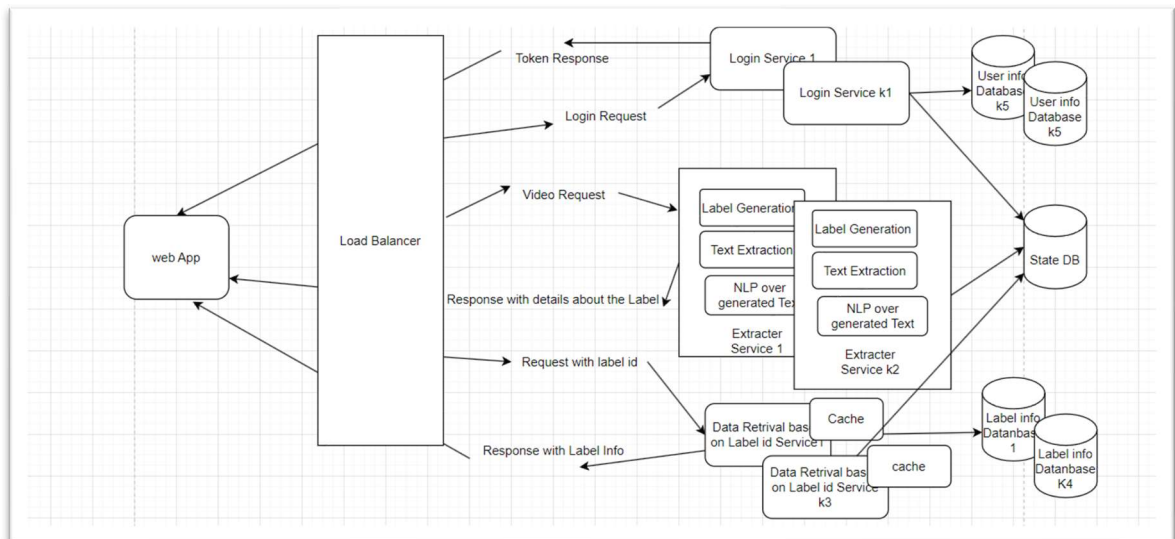 Token Response
Login Service 1
Login Service k1
User info
Database
k5
User info
Database
k5
Login Request
Video Request
Label Generation
Text Extraction
NLP over
generated Text
Extracter
Service 1
Label Generation
Text Extraction
NLP over
generated Text
Extracter
Service k2
State DB
Load Balancer
web App
Response with details about the Label
Request with label id
Data Retrival based
on Label id Service1
Cache
Data Retrival based
on Label id Service
k3
cache
Response with Label Info
Label info
Datanbase
1
Label info
Datanbase
K4